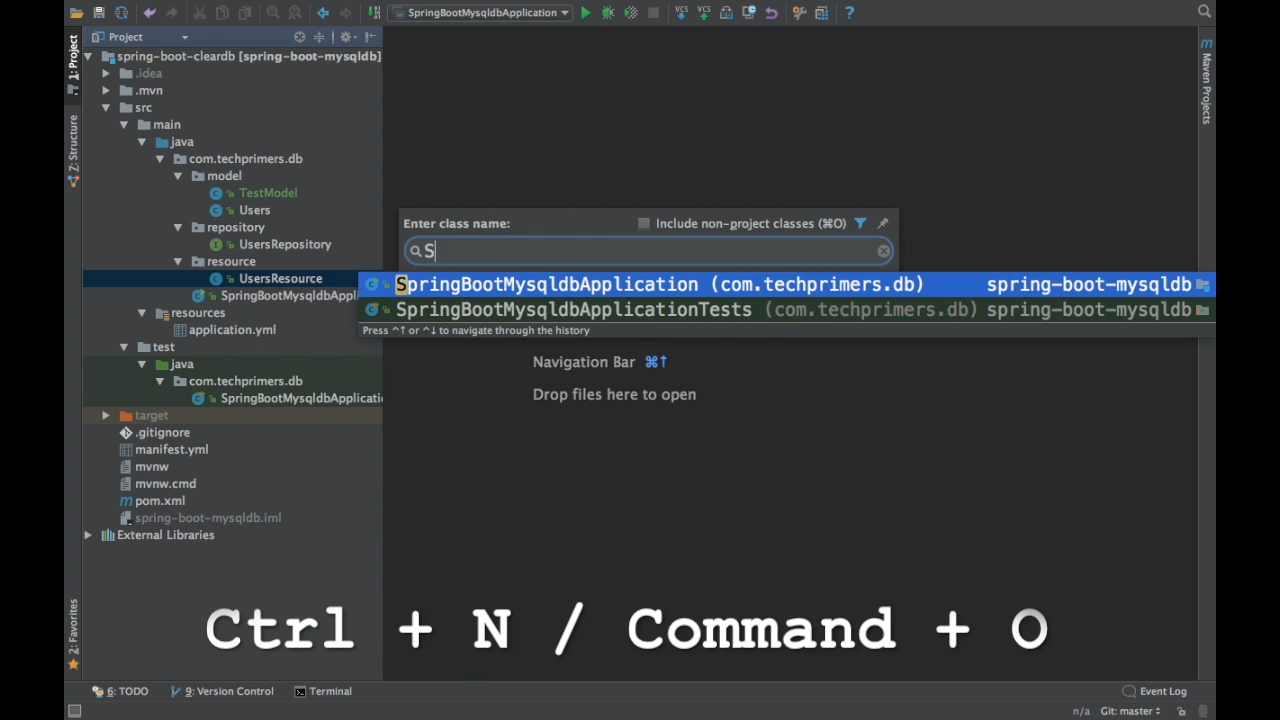 SpringBootMysqldbApplication
Project
1: Project
Z: Structure
2: Favorites
spring-boot-cleardb [spring-boot-mysqldb]
.idea
.mvn
src
main
java
com.techprimers.db
model
TestModel
Users
repository
UsersRepository
resource
UsersResource
SpringBootMysqldbAppl
resources
application.yml
test
java
com.techprimers.db
SpringBootMysqldbApplicatio
target
.gitignore
manifest.yml
mvnw
mvnw.cmd
pom.xml
spring-boot-mysqldb.iml
External Libraries
Enter class name:
Include non-project classes (⌘O)
S
SpringBootMysqldbApplication (com.techprimers.db) spring-boot-mysqldb
SpringBootMysqldbApplicationTests (com.techprimers.db) spring-boot-mysqldb
Press ^↑ or ^↓ to navigate through the history
Navigation Bar ⌘↑
Drop files here to open
Maven Projects
Ctrl + N / Command + O
6: TODO
9: Version Control
Terminal
Event Log
n/a
Git: master